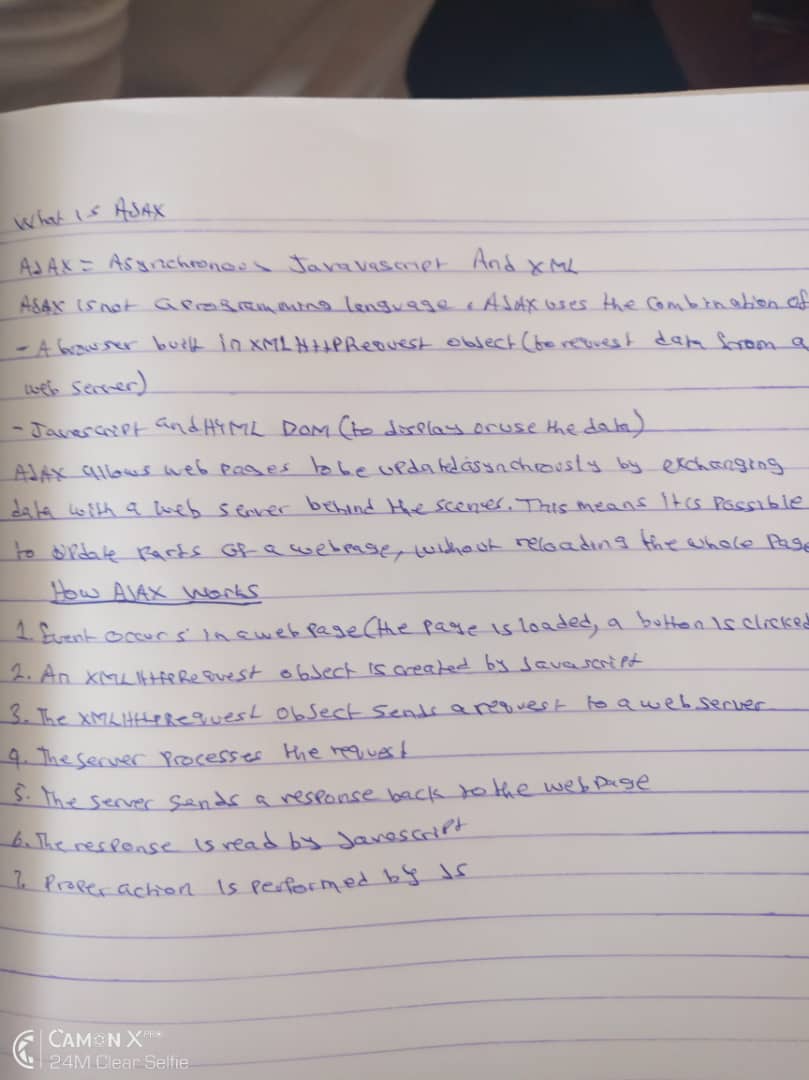 What is AJAX
AJAX = Asynchronous Javavascript And XML
AJAX is not a programming language, AJAX uses the Combination of
- A browser built in XMLHttpRequest object (to request data from a
web server)
- Javascript and HTML DOM (to display or use the data)
AJAX allows web pages to be updated asynchrously by exchanging
data with a web server behind the scenes. This means it is possible
to update parts of a webpage, without reloading the whole page
How AJAX works
1. Event occurs in a web page (the page is loaded, a button is clicked
2. An XMLHttpRequest object is created by Javascript
3. The XMLHttpRequest Object sends a request to a web server
4. The server processes the request
5. The server sends a response back to the web page
6. The response is read by Javascript
7. Proper action is performed by JS
CAMON X PRO
24M Clear Selfie